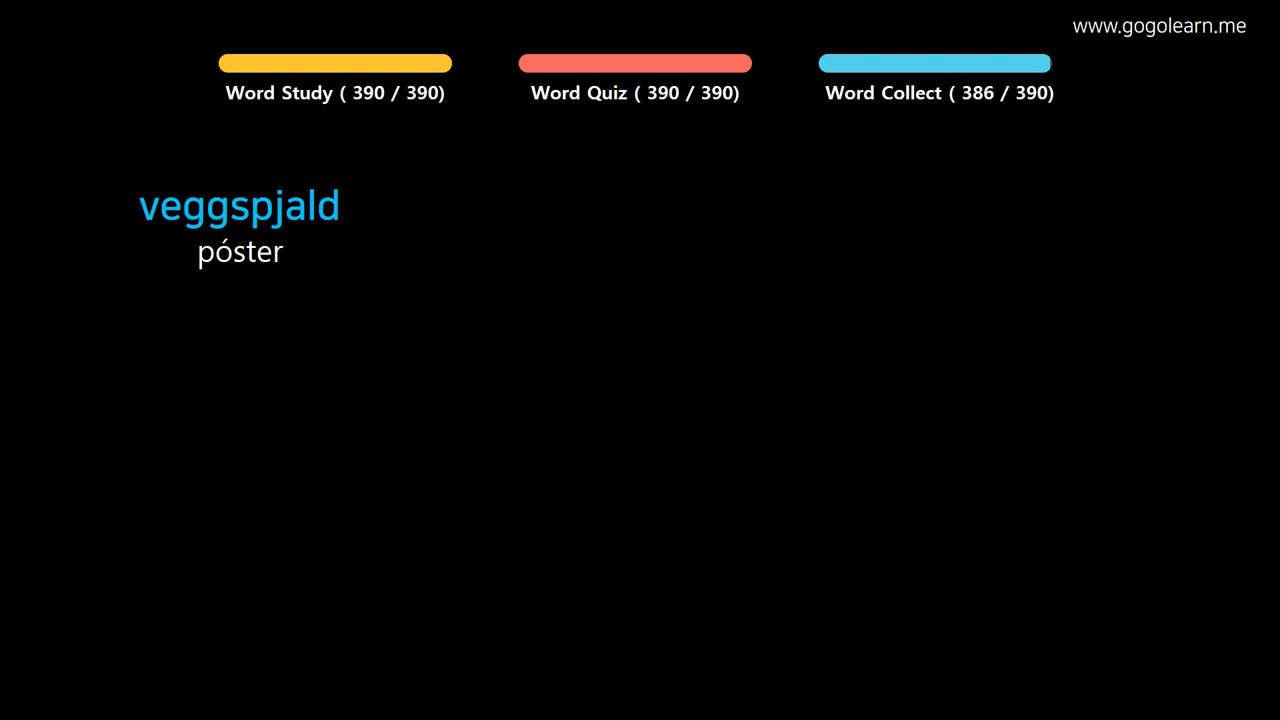 www.gogolearn.me
Word Study ( 390 / 390)
Word Quiz ( 390 / 390)
Word Collect ( 386 / 390)
veggspjald
póster